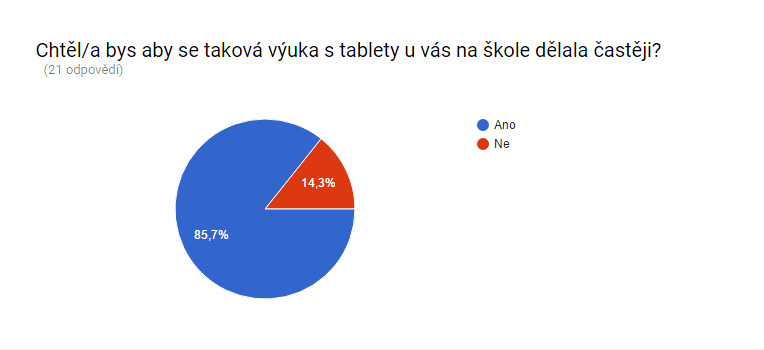 Chtěl/a bys aby se taková výuka s tablety u vás na škole dělala častěji?
(21 odpovědí)
Ano
Ne
14,3%
85,7%